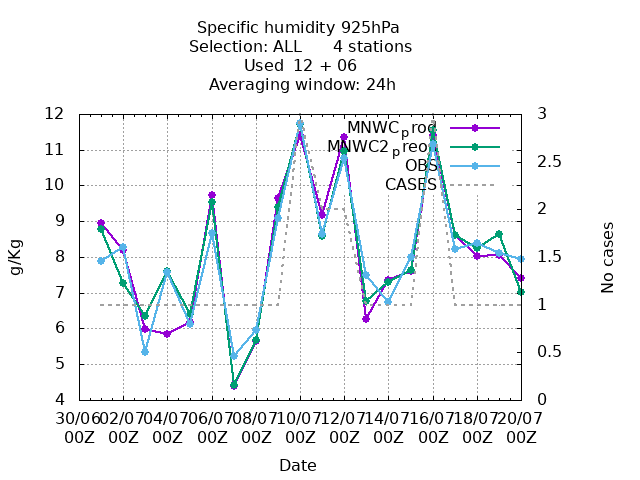 Specific humidity 925hPa
Selection: ALL 4 stations
Used 12 + 06
Averaging window: 24h
12 11 10 9 8 7 6 5 4
g/Kg
3 2.5 2 1.5 1 0.5 0
No cases
MNWC_prod
MNWC2_preop
OBS
CASES
30/06 02/07 04/07 06/07 08/07 10/07 12/07 14/07 16/07 18/07 20/07
00Z 00Z 00Z 00Z 00Z 00Z 00Z 00Z 00Z 00Z 00Z
Date